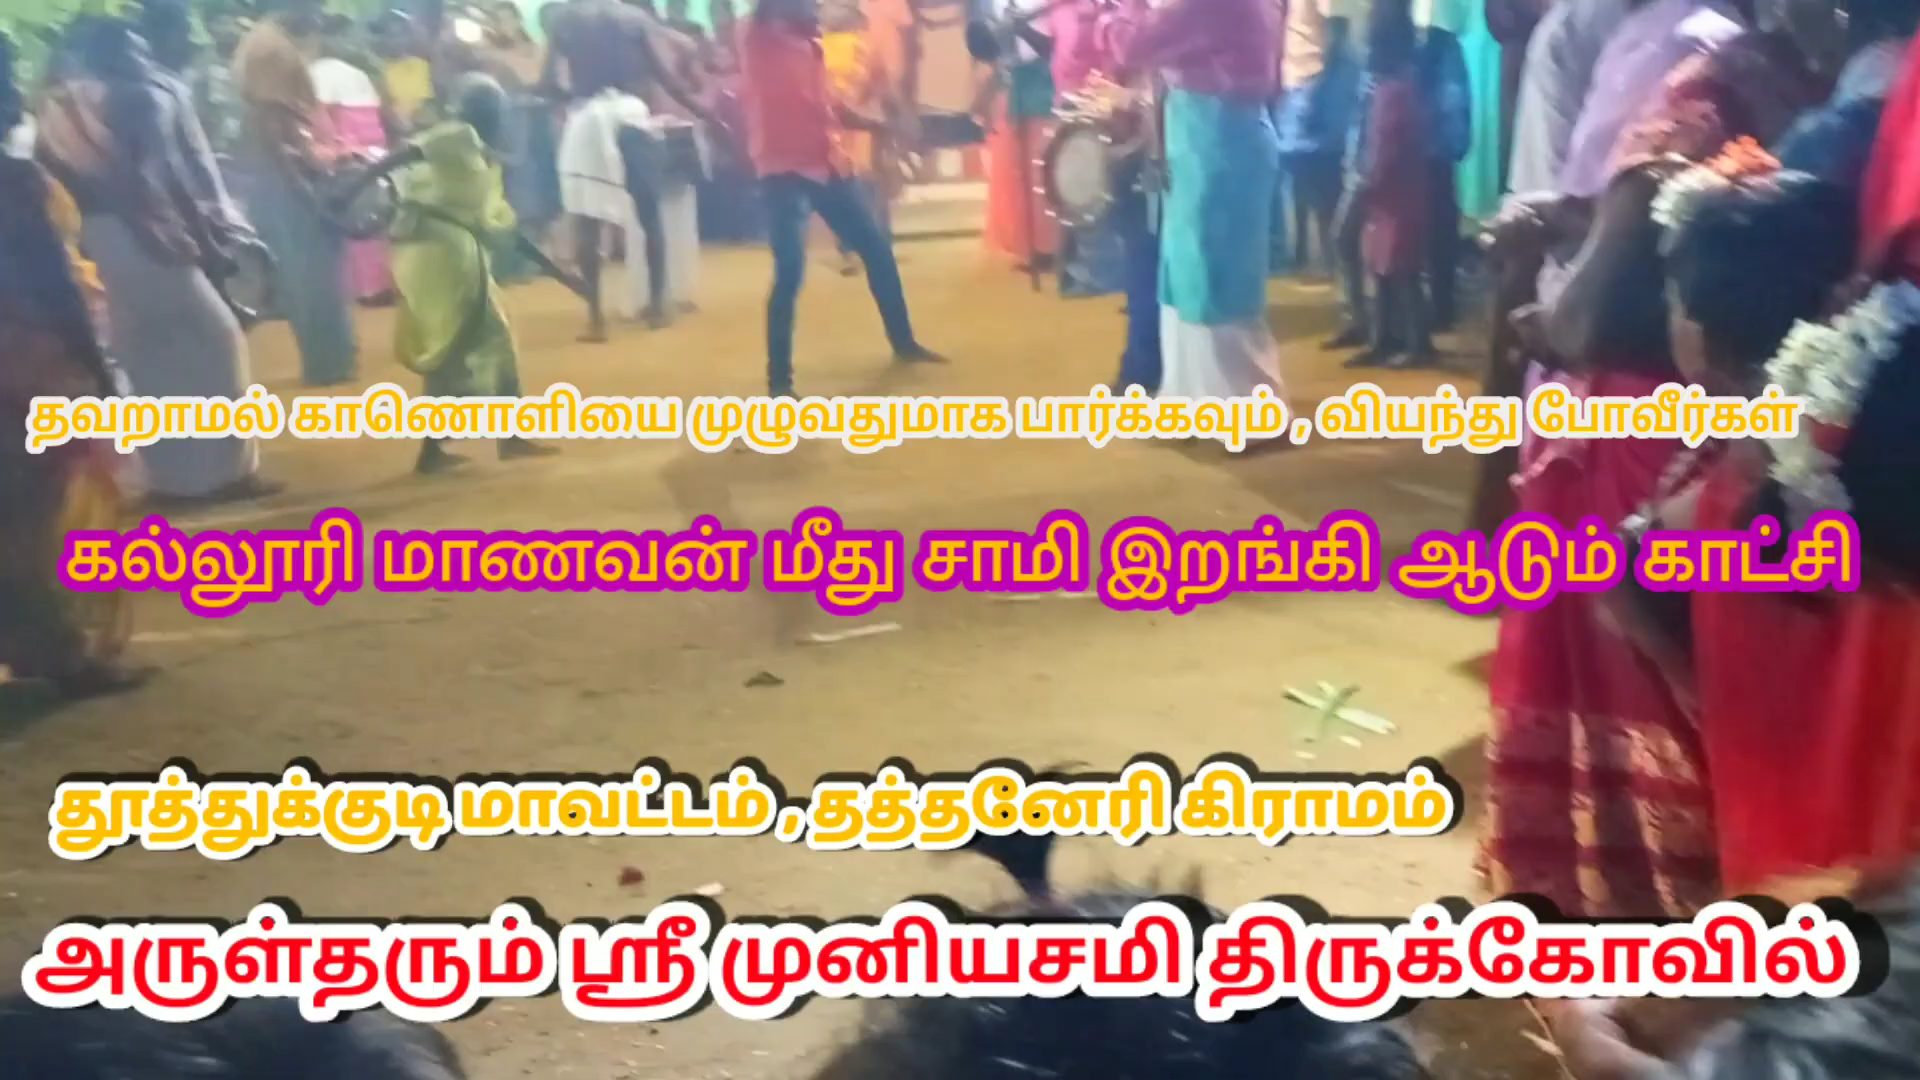 தவறாமல் காணொளியை முழுவதுமாக பார்க்கவும் , வியந்து போவீர்கள்
கல்லூரி மாணவன் மீது சாமி இறங்கி ஆடும் காட்சி
தூத்துக்குடி மாவட்டம் , தத்தனேரி கிராமம்
அருள்தரும் ஸ்ரீ முனியசமி திருக்கோவில்